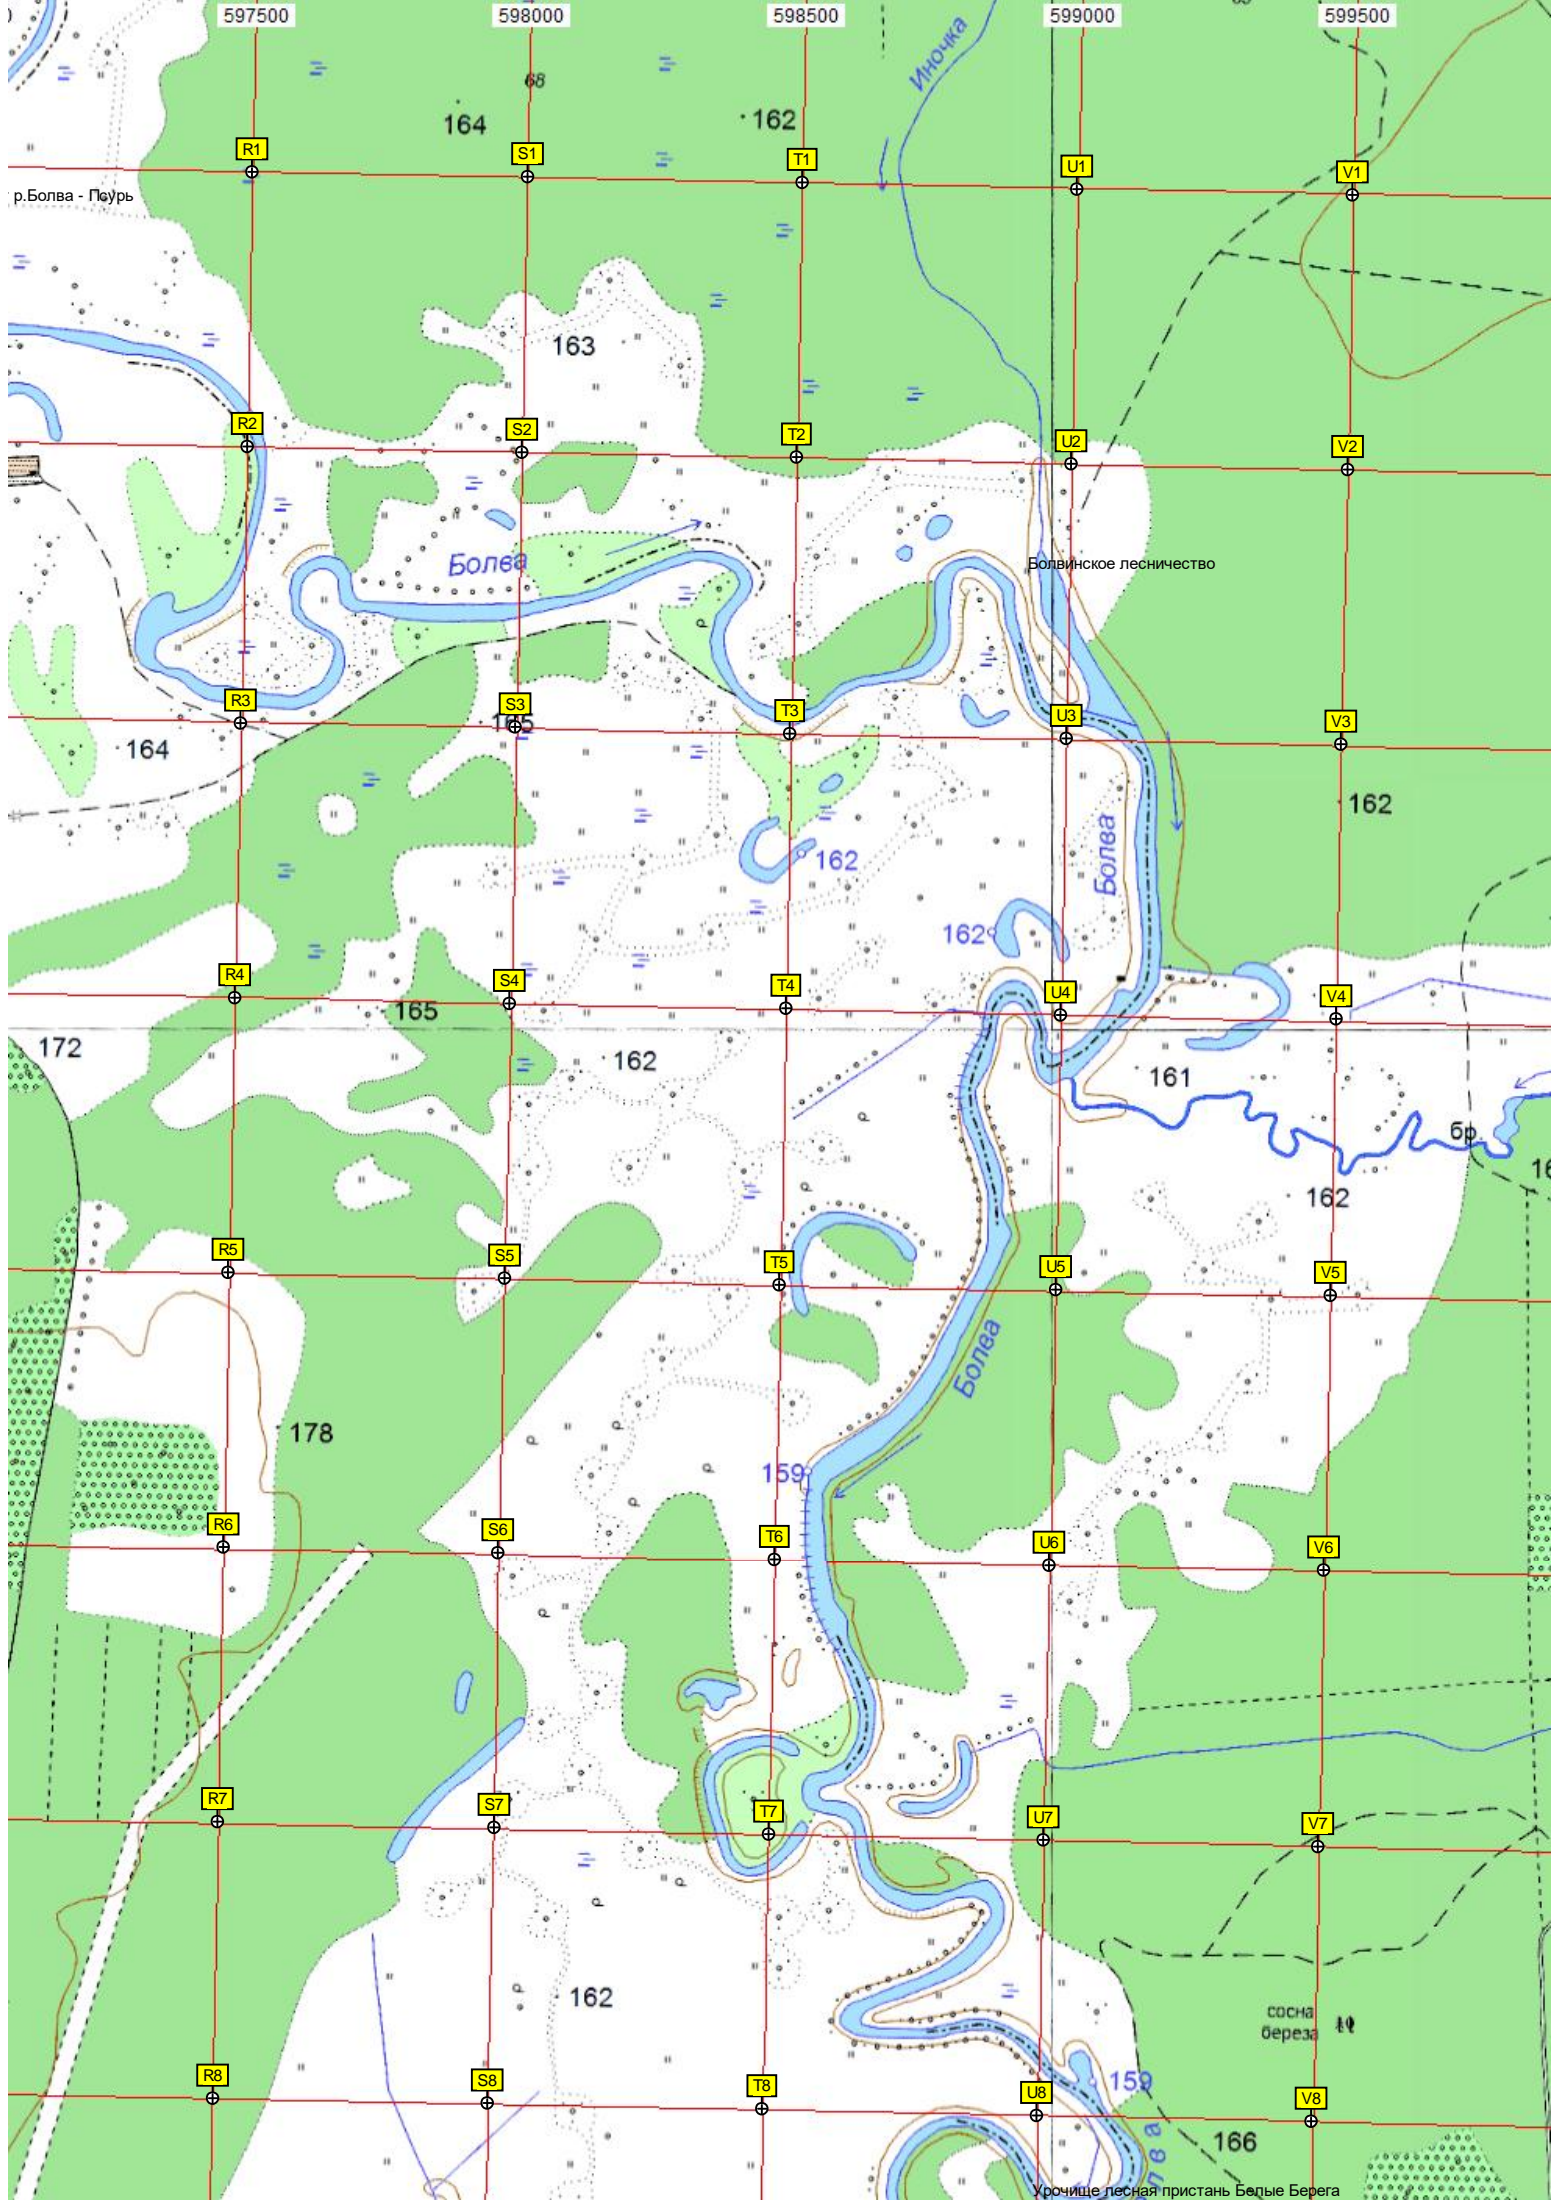 597500 598000 598500 599000 599500
Иночка
68
164
162
R1 S1 T1 U1 V1
р.Болва - Псурь
163
R2 S2 T2 U2 V2
Болва
Болвинское лесничество
R3 S3 T3 U3 V3
165
164
162
162
Болва
162
R4 S4 T4 U4 V4
165
172
162
161
бр.
16
162
R5 S5 T5 U5 V5
Болва
178
159
R6 S6 T6 U6 V6
R7 S7 T7 U7 V7
162
сосна
береза
R8 S8 T8 U8 V8
159
166
лва
Урочище лесная пристань Белые Берега